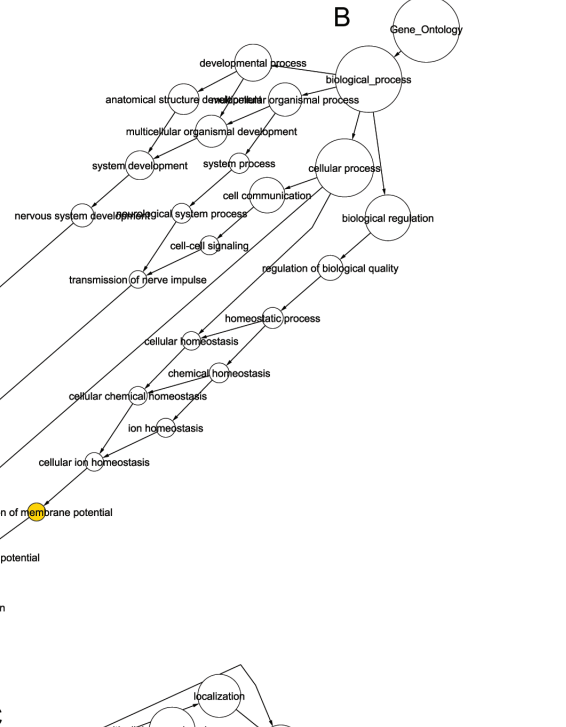 B
Gene_Ontology
developmental process
biological_process
anatomical structure development
multicellular organismal process
multicellular organismal development
system development
system process
cellular process
cell communication
nervous system development
neurological system process
biological regulation
cell-cell signaling
regulation of biological quality
transmission of nerve impulse
homeostatic process
cellular homeostasis
chemical homeostasis
cellular chemical homeostasis
ion homeostasis
cellular ion homeostasis
n of membrane potential
potential
n
localization